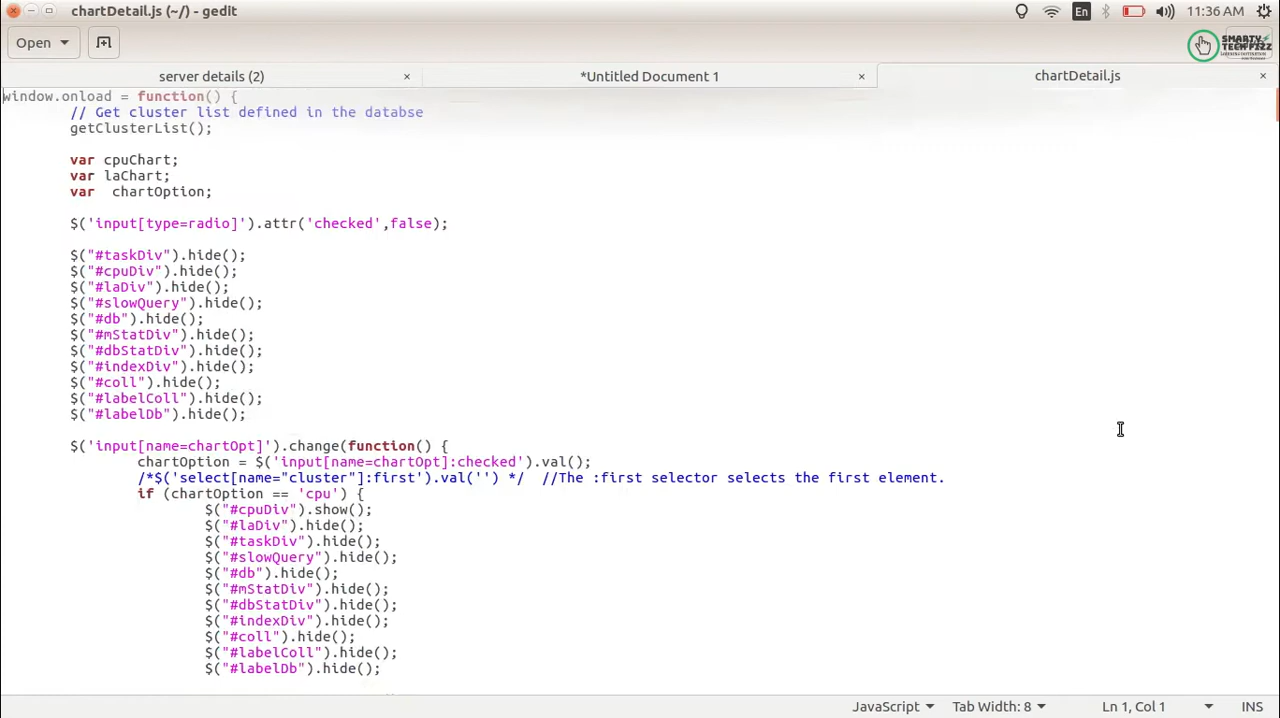 chartDetail.js (~/) - gedit
En
11:36 AM
Open
SMARTY
TECHFIZZ
server details (2) ×
*Untitled Document 1 ×
chartDetail.js ×
window.onload = function() {
// Get cluster list defined in the databse
getClusterList();
var cpuChart;
var laChart;
var  chartOption;
$('input[type=radio]').attr('checked',false);
$("#taskDiv").hide();
$("#cpuDiv").hide();
$("#laDiv").hide();
$("#slowQuery").hide();
$("#db").hide();
$("#mStatDiv").hide();
$("#dbStatDiv").hide();
$("#indexDiv").hide();
$("#coll").hide();
$("#labelColl").hide();
$("#labelDb").hide();
$('input[name=chartOpt]').change(function() {
chartOption = $('input[name=chartOpt]:checked').val();
/*$('select[name="cluster"]:first').val('') */  //The :first selector selects the first element.
if (chartOption == 'cpu') {
$("#cpuDiv").show();
$("#laDiv").hide();
$("#taskDiv").hide();
$("#slowQuery").hide();
$("#db").hide();
$("#mStatDiv").hide();
$("#dbStatDiv").hide();
$("#indexDiv").hide();
$("#coll").hide();
$("#labelColl").hide();
$("#labelDb").hide();
JavaScript
Tab Width: 8
Ln 1, Col 1
INS